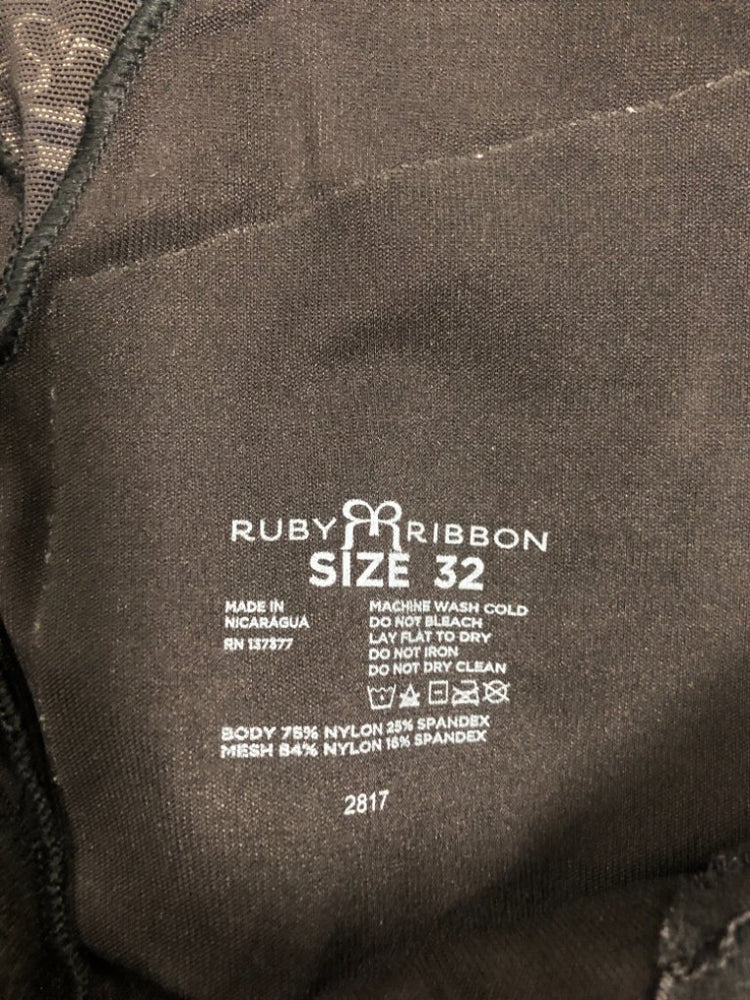 RUBY RIBBON
SIZE 32
MADE IN
NICARAGUA
RN 137877
MACHINE WASH COLD
DO NOT BLEACH
LAY FLAT TO DRY
DO NOT IRON
DO NOT DRY CLEAN
BODY 75% NYLON 25% SPANDEX
MESH 84% NYLON 16% SPANDEX
2817